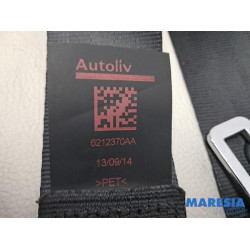 Autoliv
6212370AA
13/09/14
>PET<
MARESIA